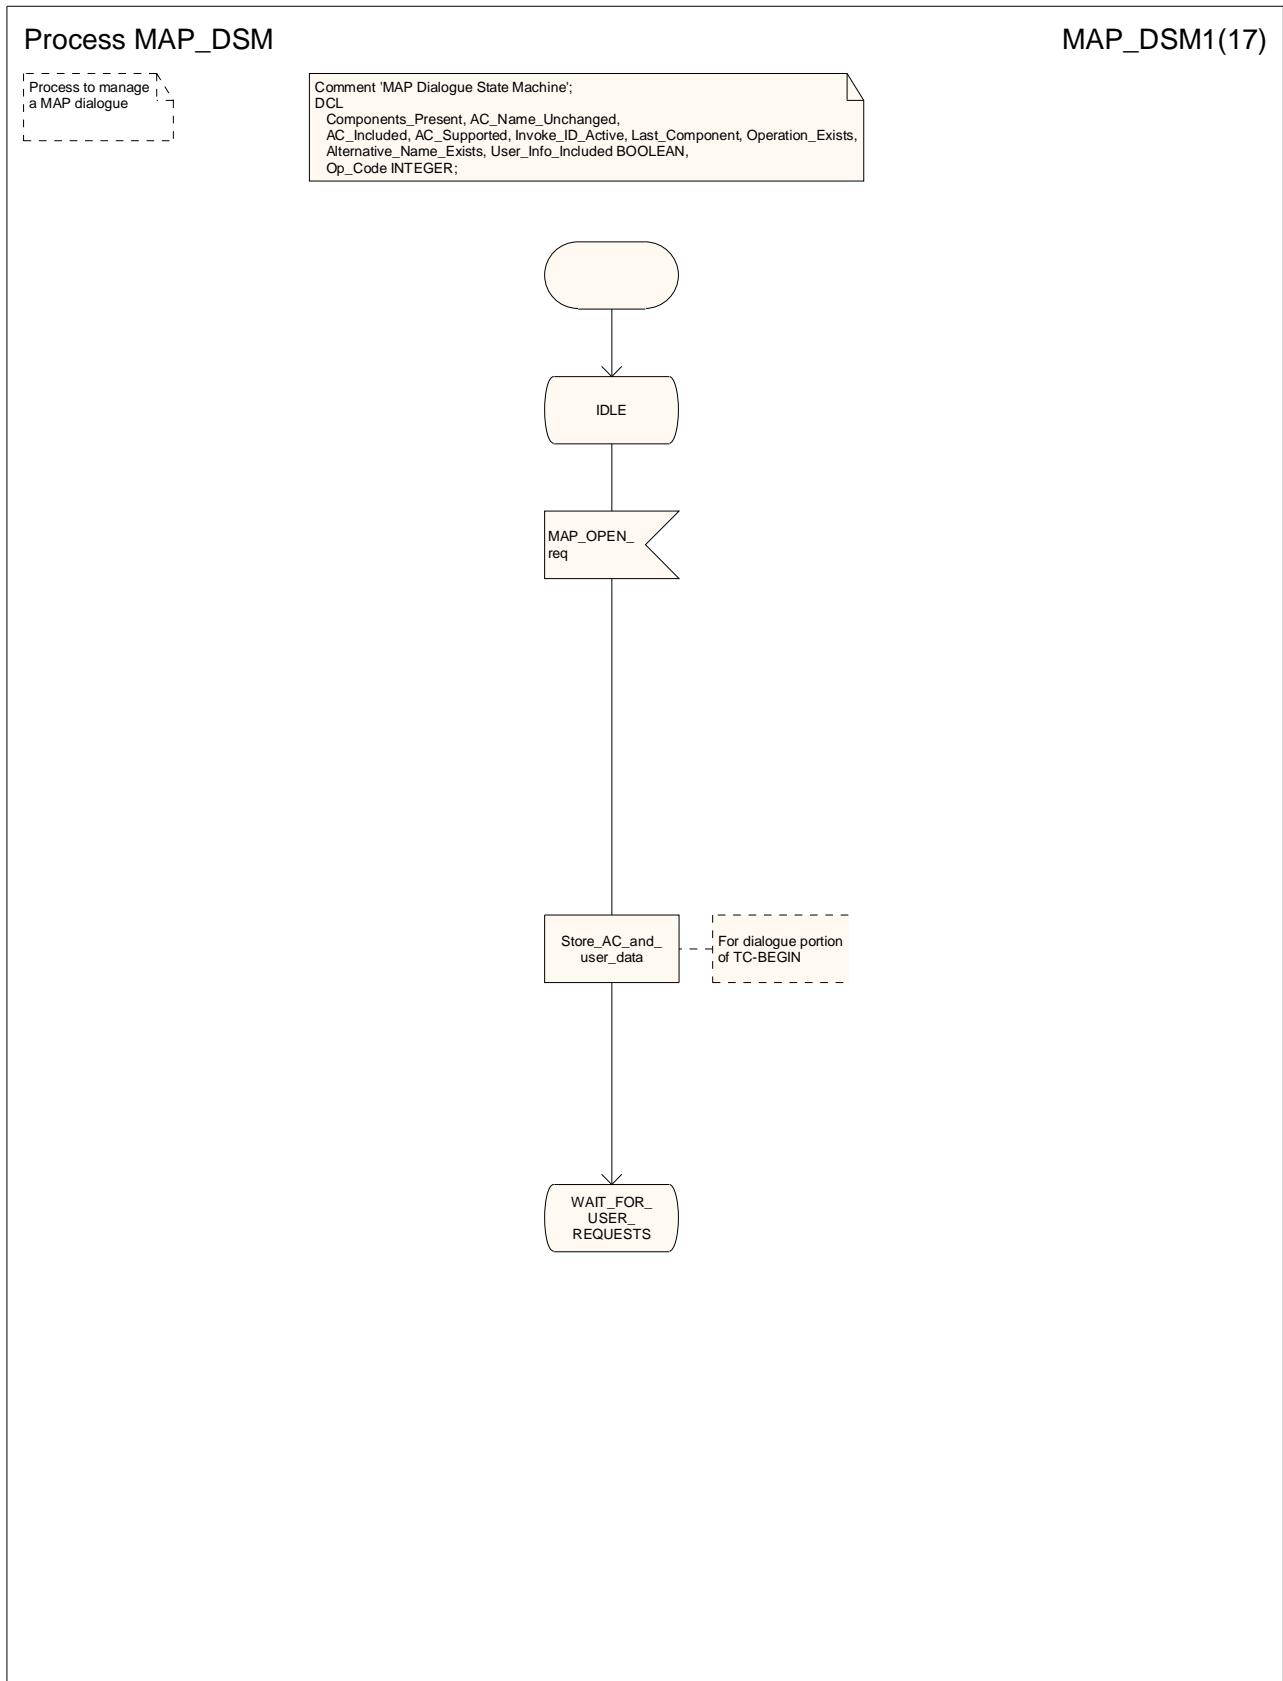 Process MAP_DSM
MAP_DSM1(17)
Process to manage
a MAP dialogue
Comment 'MAP Dialogue State Machine';
DCL
Components_Present, AC_Name_Unchanged,
AC_Included, AC_Supported, Invoke_ID_Active, Last_Component, Operation_Exists,
Alternative_Name_Exists, User_Info_Included BOOLEAN,
Op_Code INTEGER;
IDLE
MAP_OPEN_
req
Store_AC_and_
user_data
For dialogue portion
of TC-BEGIN
WAIT_FOR_
USER_
REQUESTS